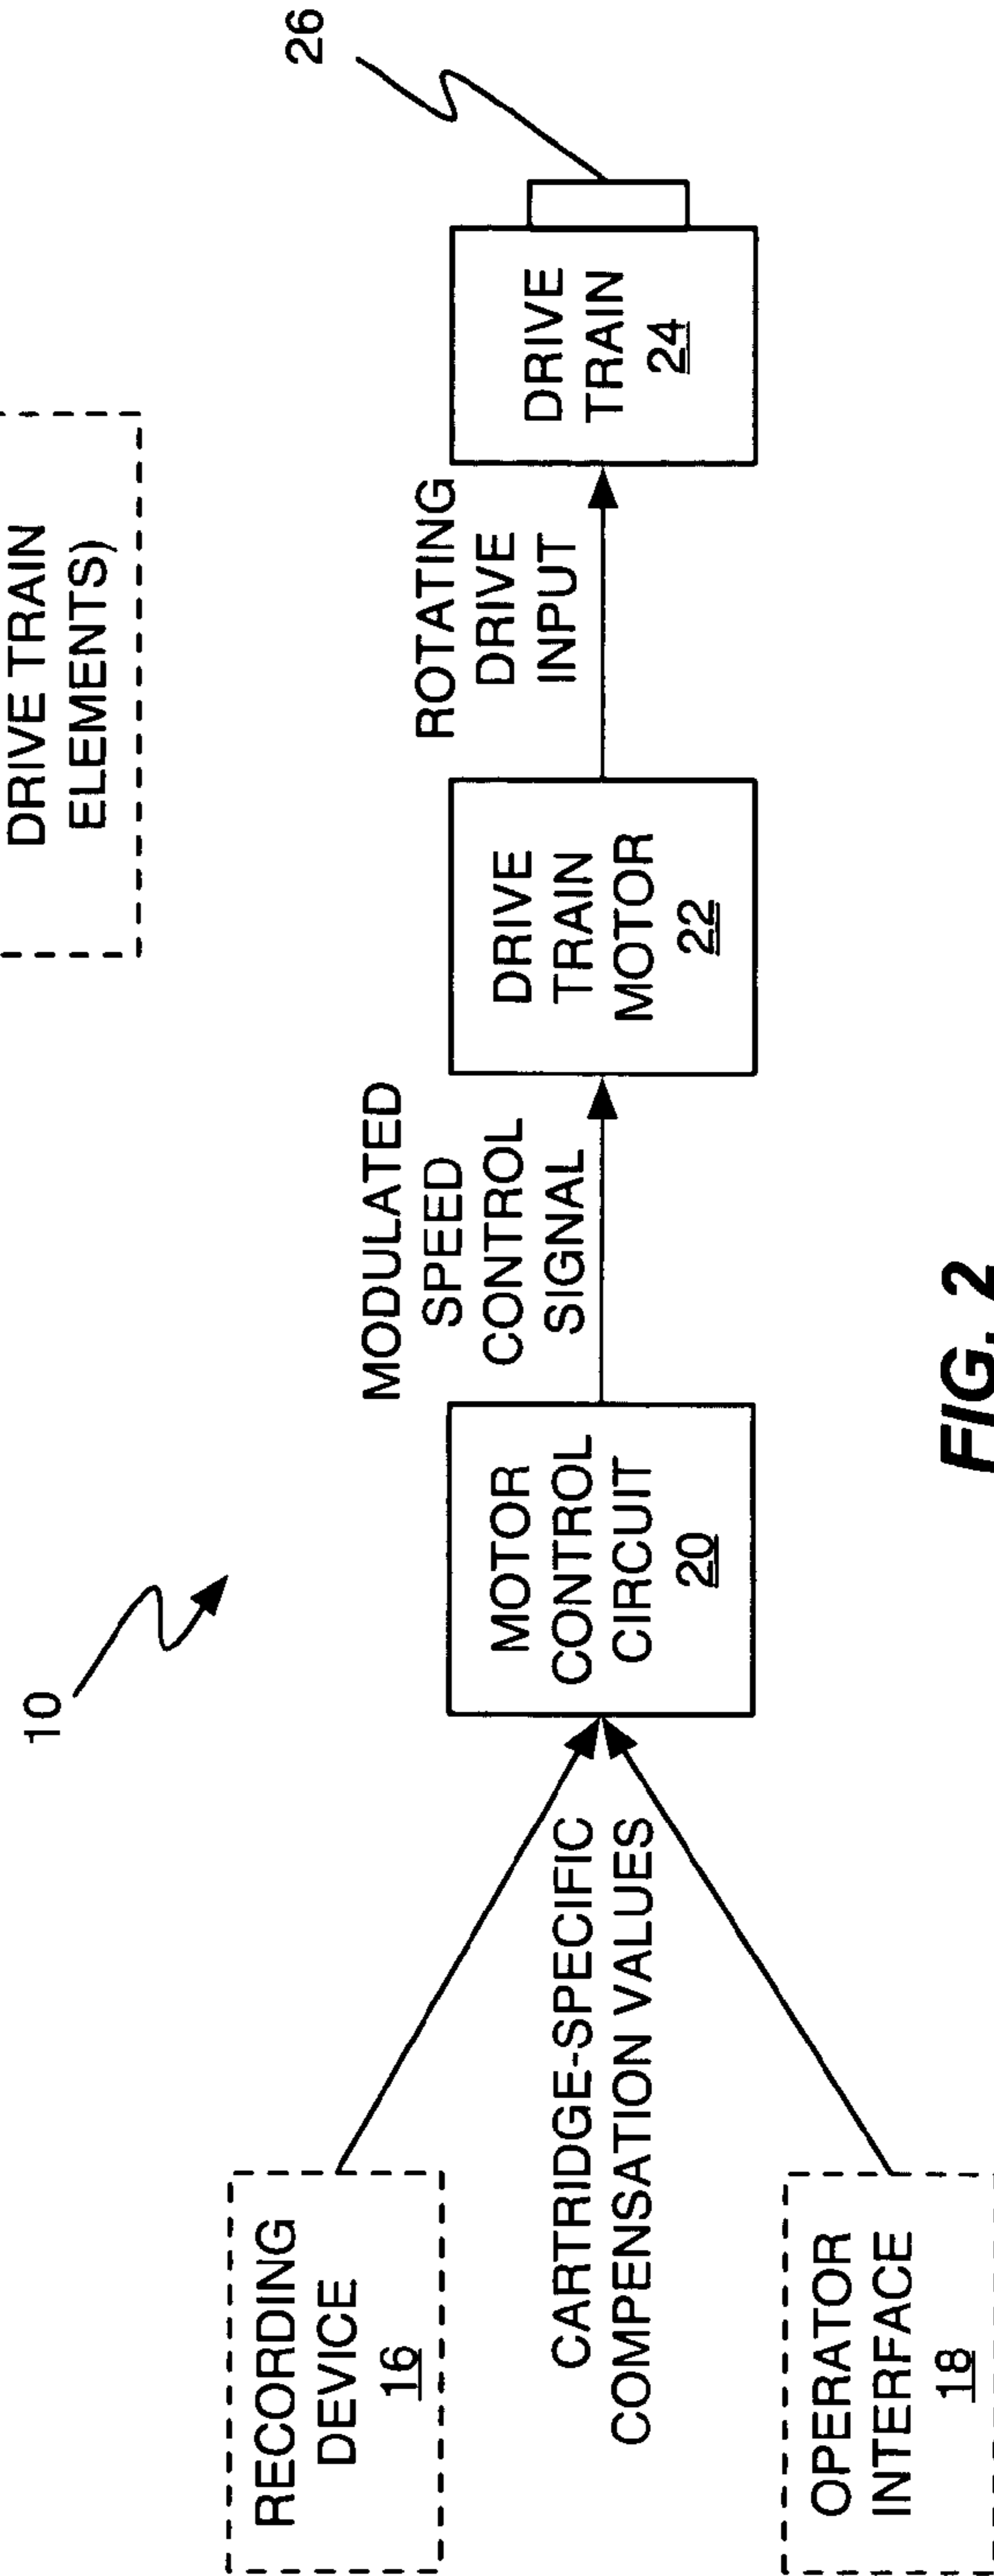 DRIVE TRAIN
ELEMENTS)
10
26
RECORDING
DEVICE
16
OPERATOR
INTERFACE
18
CARTRIDGE-SPECIFIC
COMPENSATION VALUES
MOTOR
CONTROL
CIRCUIT
20
MODULATED
SPEED
CONTROL
SIGNAL
DRIVE
TRAIN
MOTOR
22
ROTATING
DRIVE
INPUT
DRIVE
TRAIN
24
FIG. 2